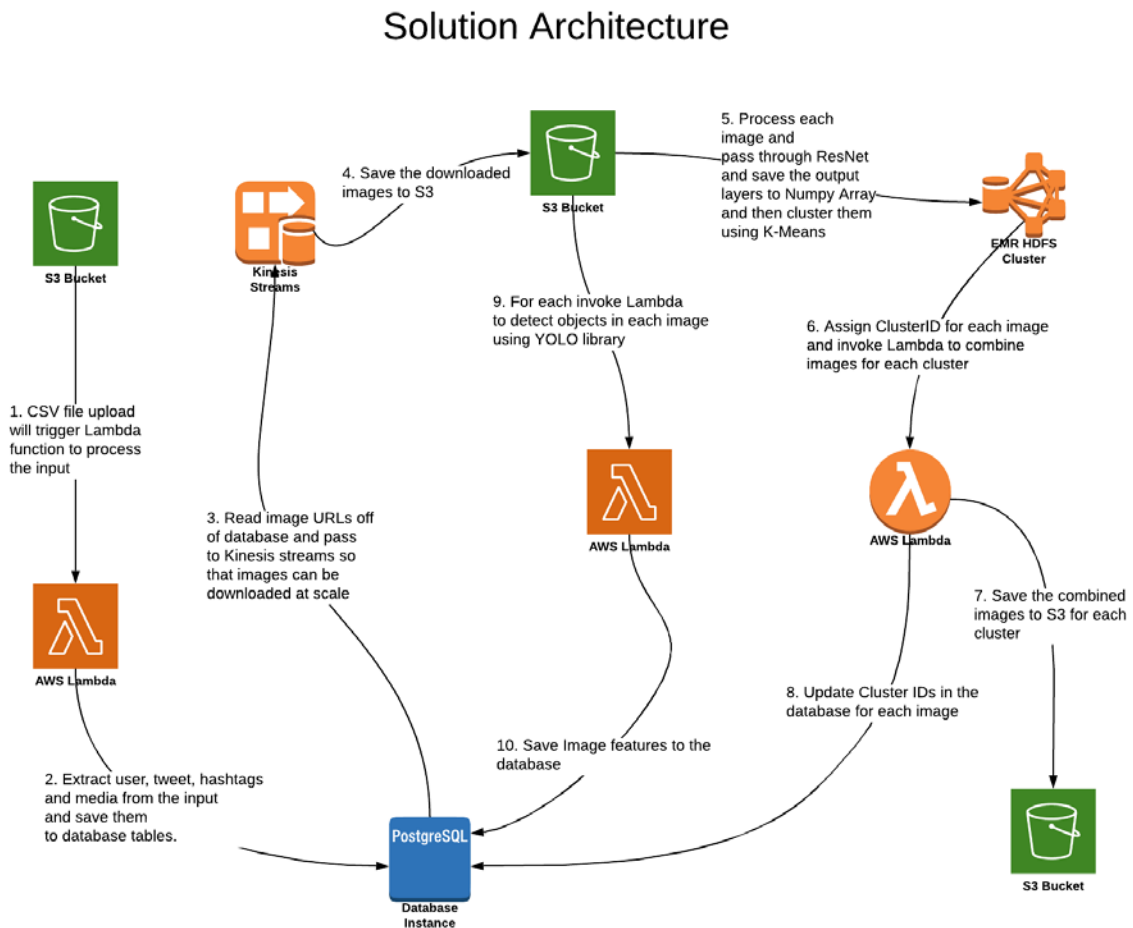 Solution Architecture
S3 Bucket
1. CSV file upload
will trigger Lambda
function to process
the input
AWS Lambda
2. Extract user, tweet, hashtags
and media from the input
and save them
to database tables.
PostgreSQL
Database
Instance
3. Read image URLs off
of database and pass
to Kinesis streams so
that images can be
downloaded at scale
Kinesis
Streams
4. Save the downloaded
images to S3
S3 Bucket
5. Process each
image and
pass through ResNet
and save the output
layers to Numpy Array
and then cluster them
using K-Means
EMR HDFS
Cluster
6. Assign ClusterID for each image
and invoke Lambda to combine
images for each cluster
AWS Lambda
7. Save the combined
images to S3 for each
cluster
S3 Bucket
8. Update Cluster IDs in the
database for each image
9. For each invoke Lambda
to detect objects in each image
using YOLO library
AWS Lambda
10. Save Image features to the
database